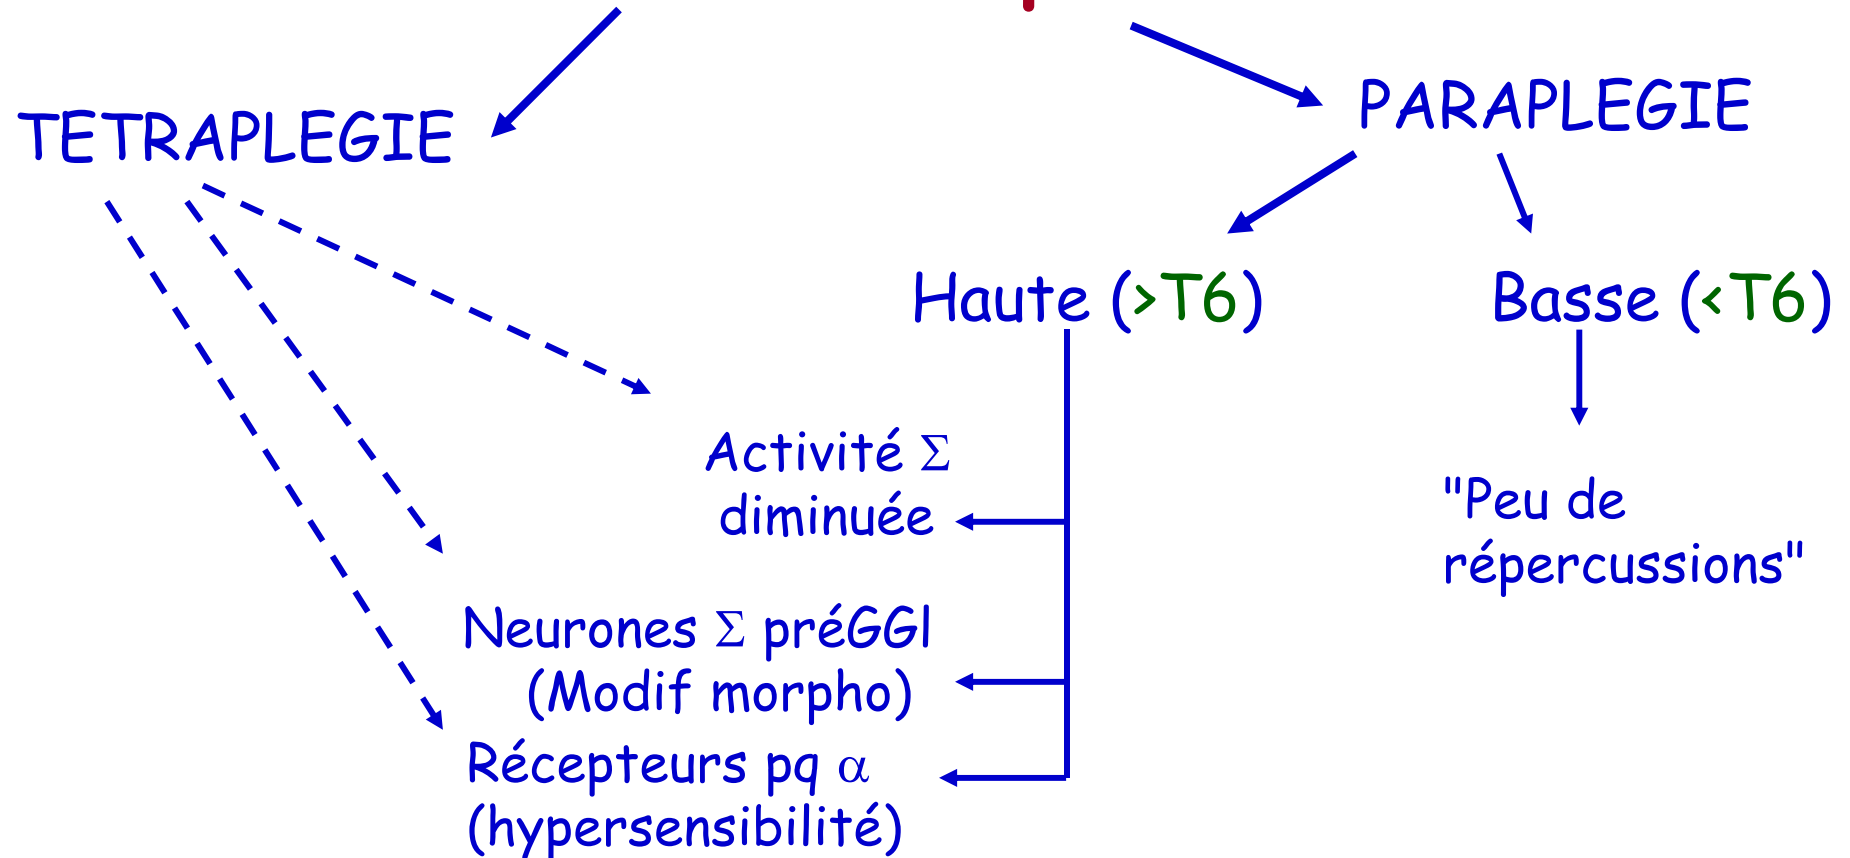 TETRAPLEGIE
PARAPLEGIE
Haute (>T6)
Basse (<T6)
Activité Σ
diminuée
"Peu de
répercussions"
Neurones Σ préGGl
(Modif morpho)
Récepteurs pq α
(hypersensibilité)